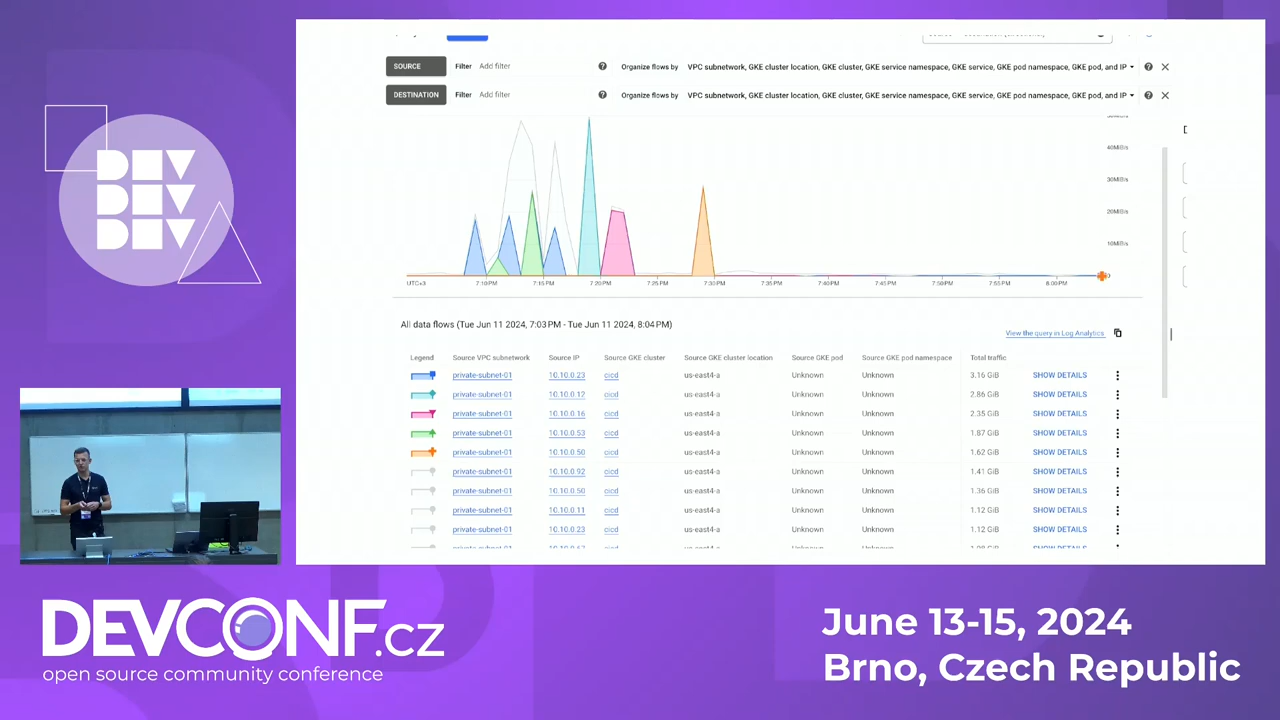 SOURCE Filter Add filter Organize flows by VPC subnetwork, GKE cluster location, GKE cluster, GKE service namespace, GKE service, GKE pod namespace, GKE pod, and IP
DESTINATION Filter Add filter Organize flows by VPC subnetwork, GKE cluster location, GKE cluster, GKE service namespace, GKE service, GKE pod namespace, GKE pod, and IP
40MiB/s
30MiB/s
20MiB/s
10MiB/s
0
UTC+3 7:10 PM 7:15 PM 7:20 PM 7:25 PM 7:30 PM 7:35 PM 7:40 PM 7:45 PM 7:50 PM 7:55 PM 8:00 PM
All data flows (Tue Jun 11 2024, 7:03 PM - Tue Jun 11 2024, 8:04 PM)
View the query in Log Analytics
Legend Source VPC subnetwork Source IP Source GKE cluster Source GKE cluster location Source GKE pod Source GKE pod namespace Total traffic
private-subnet-01 10.10.0.23 cicd us-east4-a Unknown Unknown 3.16 GiB SHOW DETAILS
private-subnet-01 10.10.0.12 cicd us-east4-a Unknown Unknown 2.86 GiB SHOW DETAILS
private-subnet-01 10.10.0.16 cicd us-east4-a Unknown Unknown 2.35 GiB SHOW DETAILS
private-subnet-01 10.10.0.53 cicd us-east4-a Unknown Unknown 1.87 GiB SHOW DETAILS
private-subnet-01 10.10.0.50 cicd us-east4-a Unknown Unknown 1.62 GiB SHOW DETAILS
private-subnet-01 10.10.0.92 cicd us-east4-a Unknown Unknown 1.41 GiB SHOW DETAILS
private-subnet-01 10.10.0.50 cicd us-east4-a Unknown Unknown 1.36 GiB SHOW DETAILS
private-subnet-01 10.10.0.11 cicd us-east4-a Unknown Unknown 1.12 GiB SHOW DETAILS
private-subnet-01 10.10.0.23 cicd us-east4-a Unknown Unknown 1.12 GiB SHOW DETAILS
DEV
DEV
DEV
DEVCONF.cz
open source community conference
June 13-15, 2024
Brno, Czech Republic